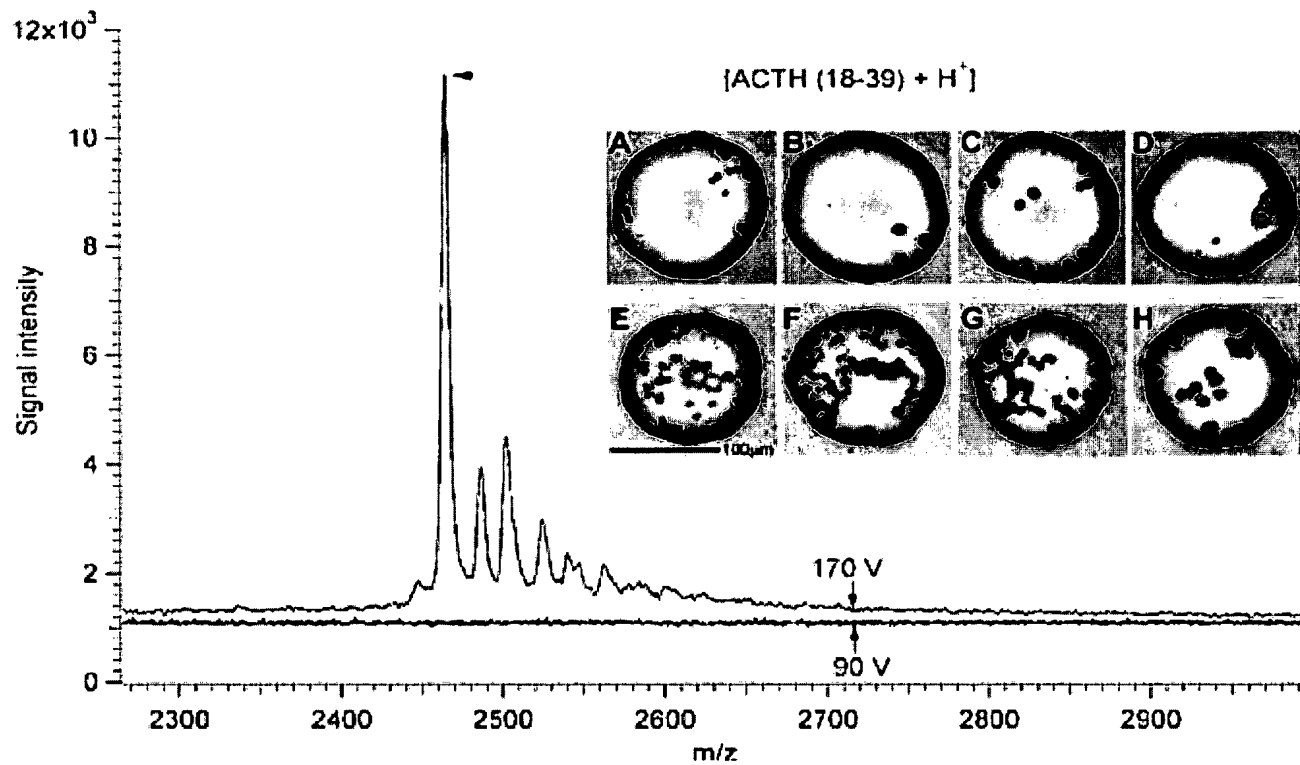 12x10³
[ACTH (18-39) + H⁺]
A
B
C
D
10
8
E
F
G
H
6
100µm
4
2
170 V
90 V
0
Signal intensity
2300
2400
2500
2600
2700
2800
2900
m/z